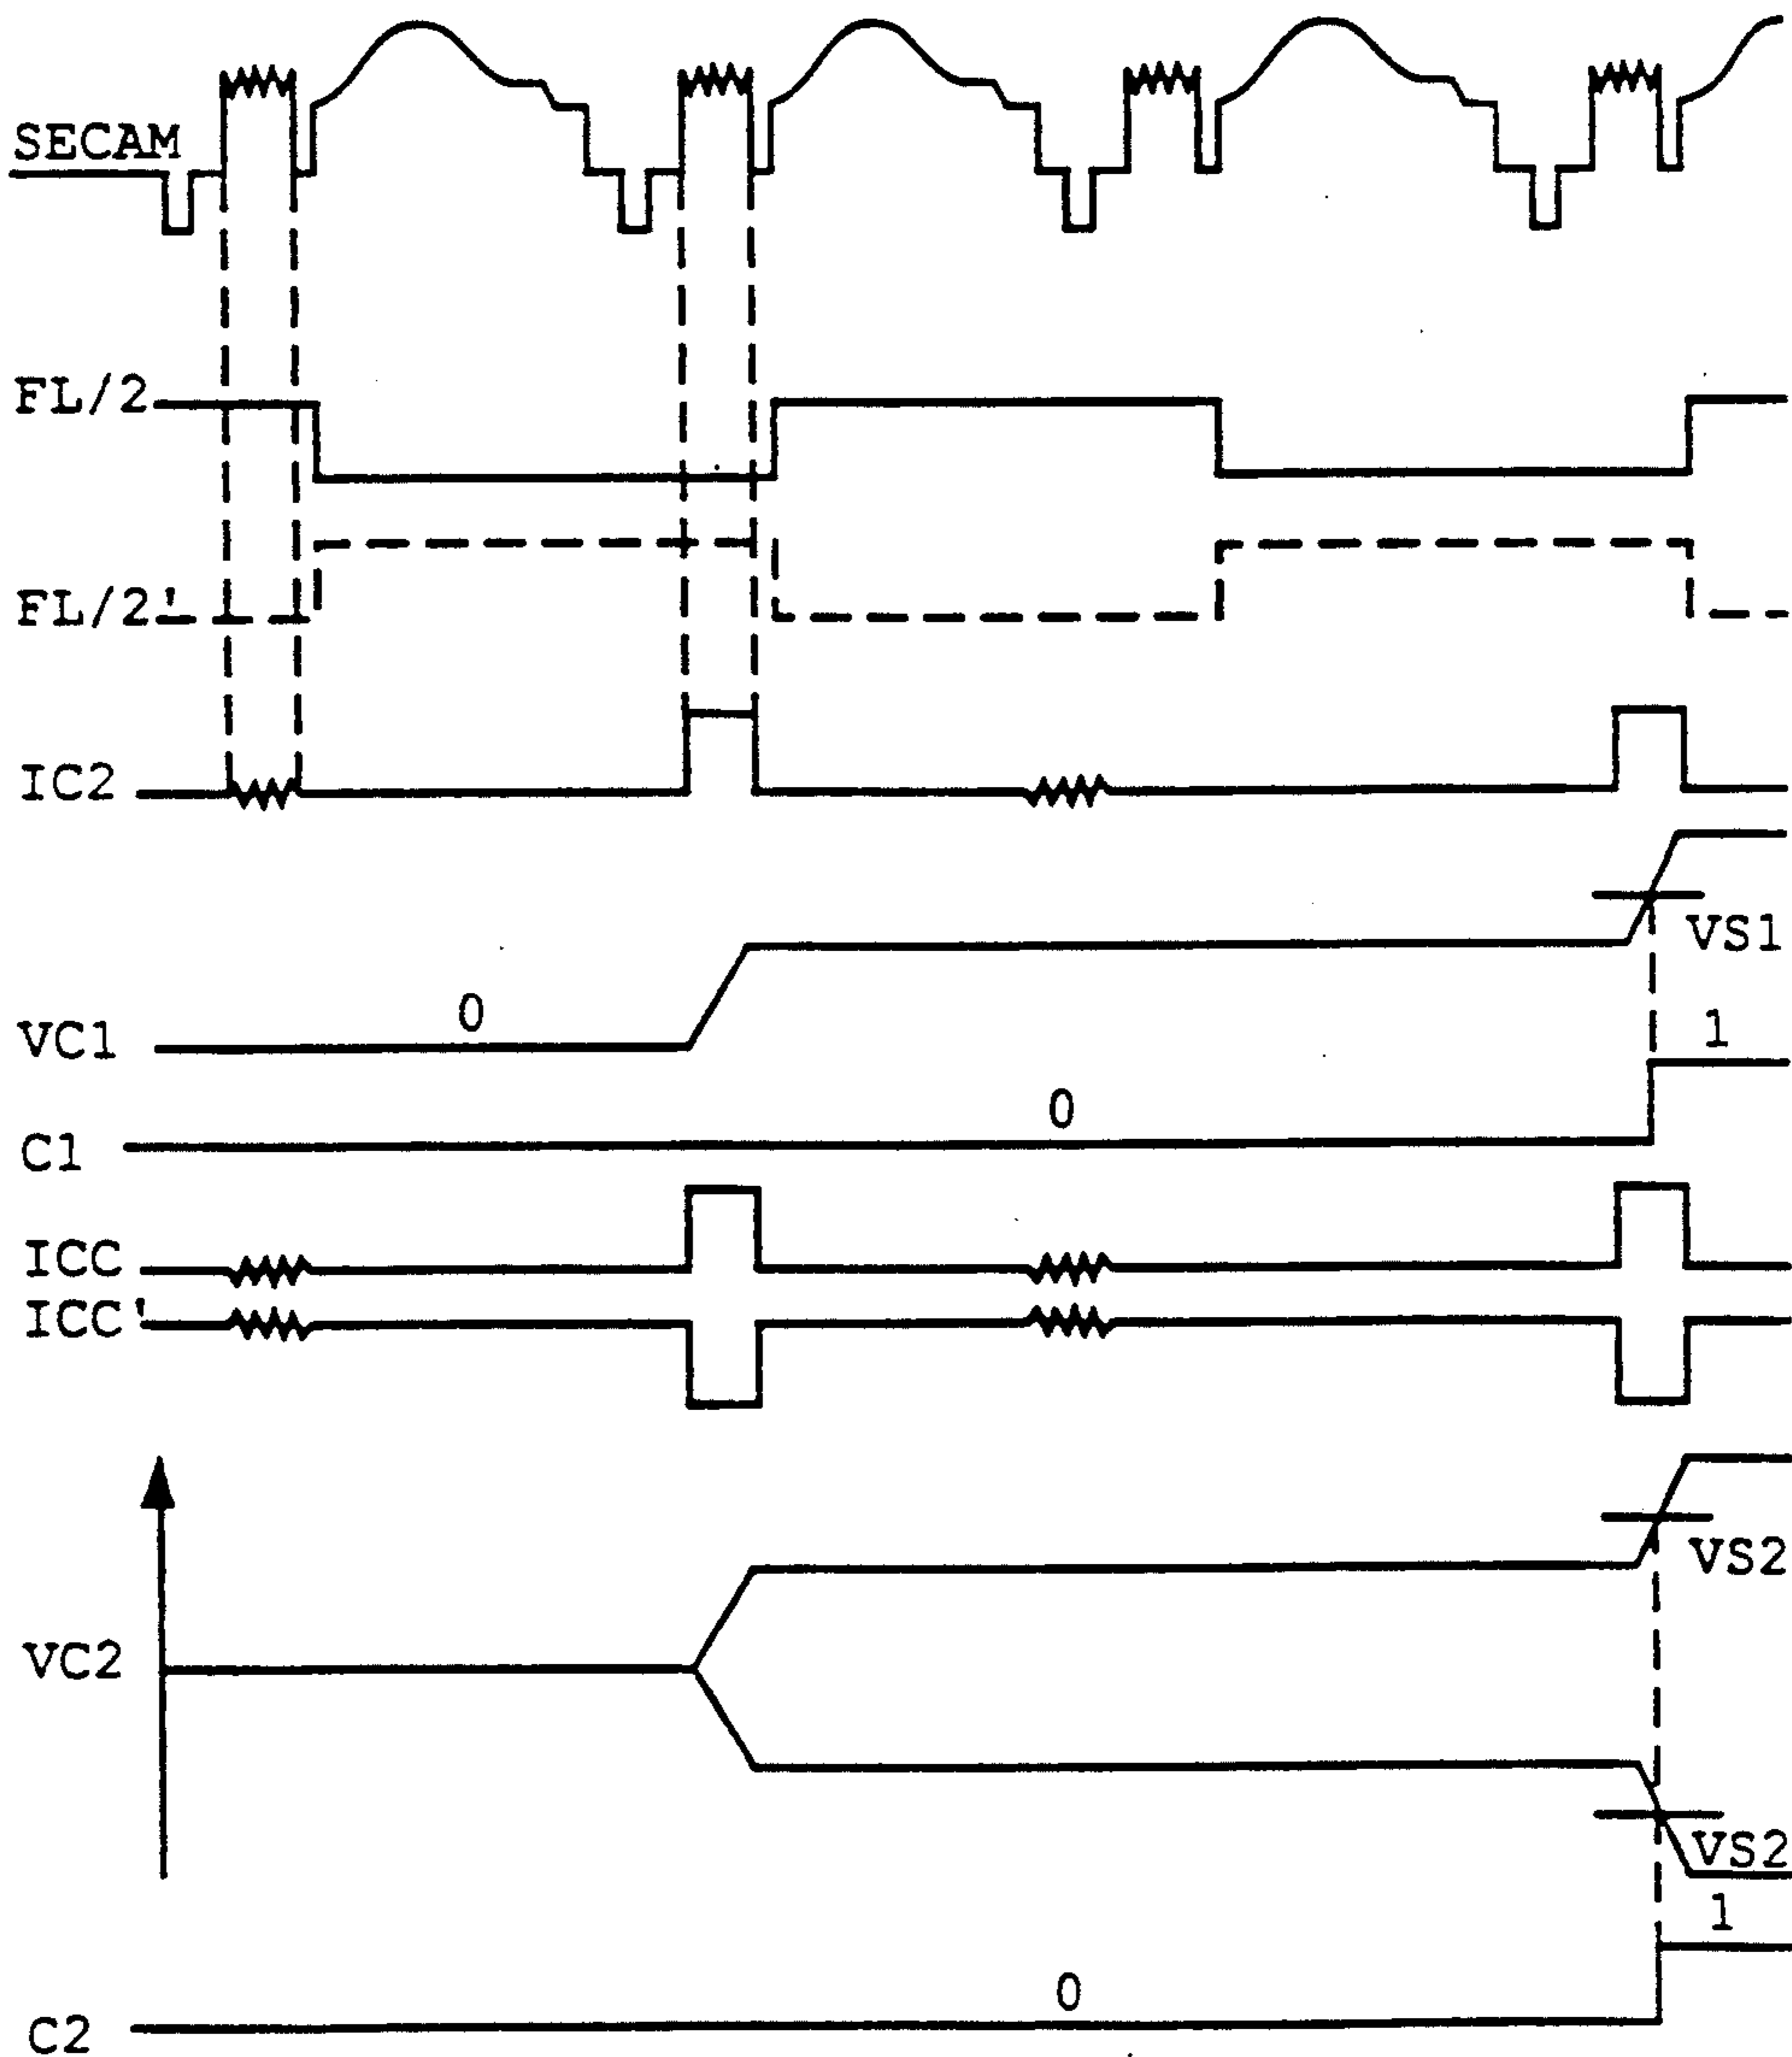 SECAM
FL/2
FL/2'
IC2
VS1
0
VC1
1
0
C1
ICC
ICC'
VS2
VC2
VS2
1
0
C2